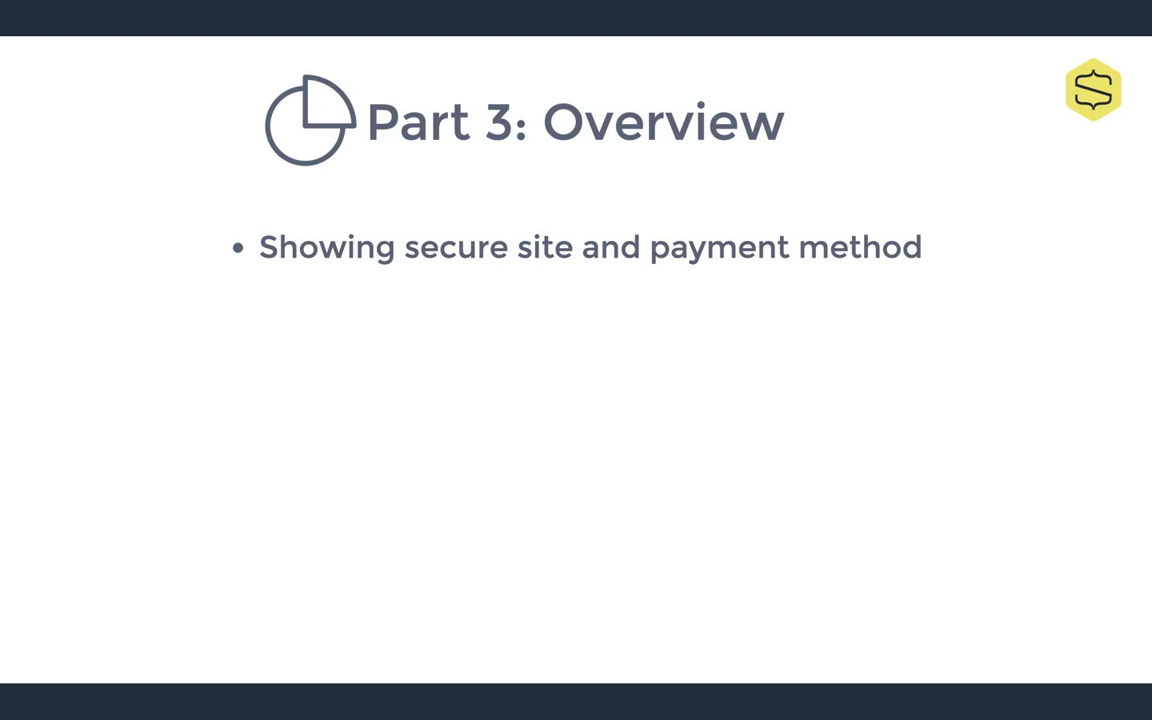 Part 3: Overview
• Showing secure site and payment method